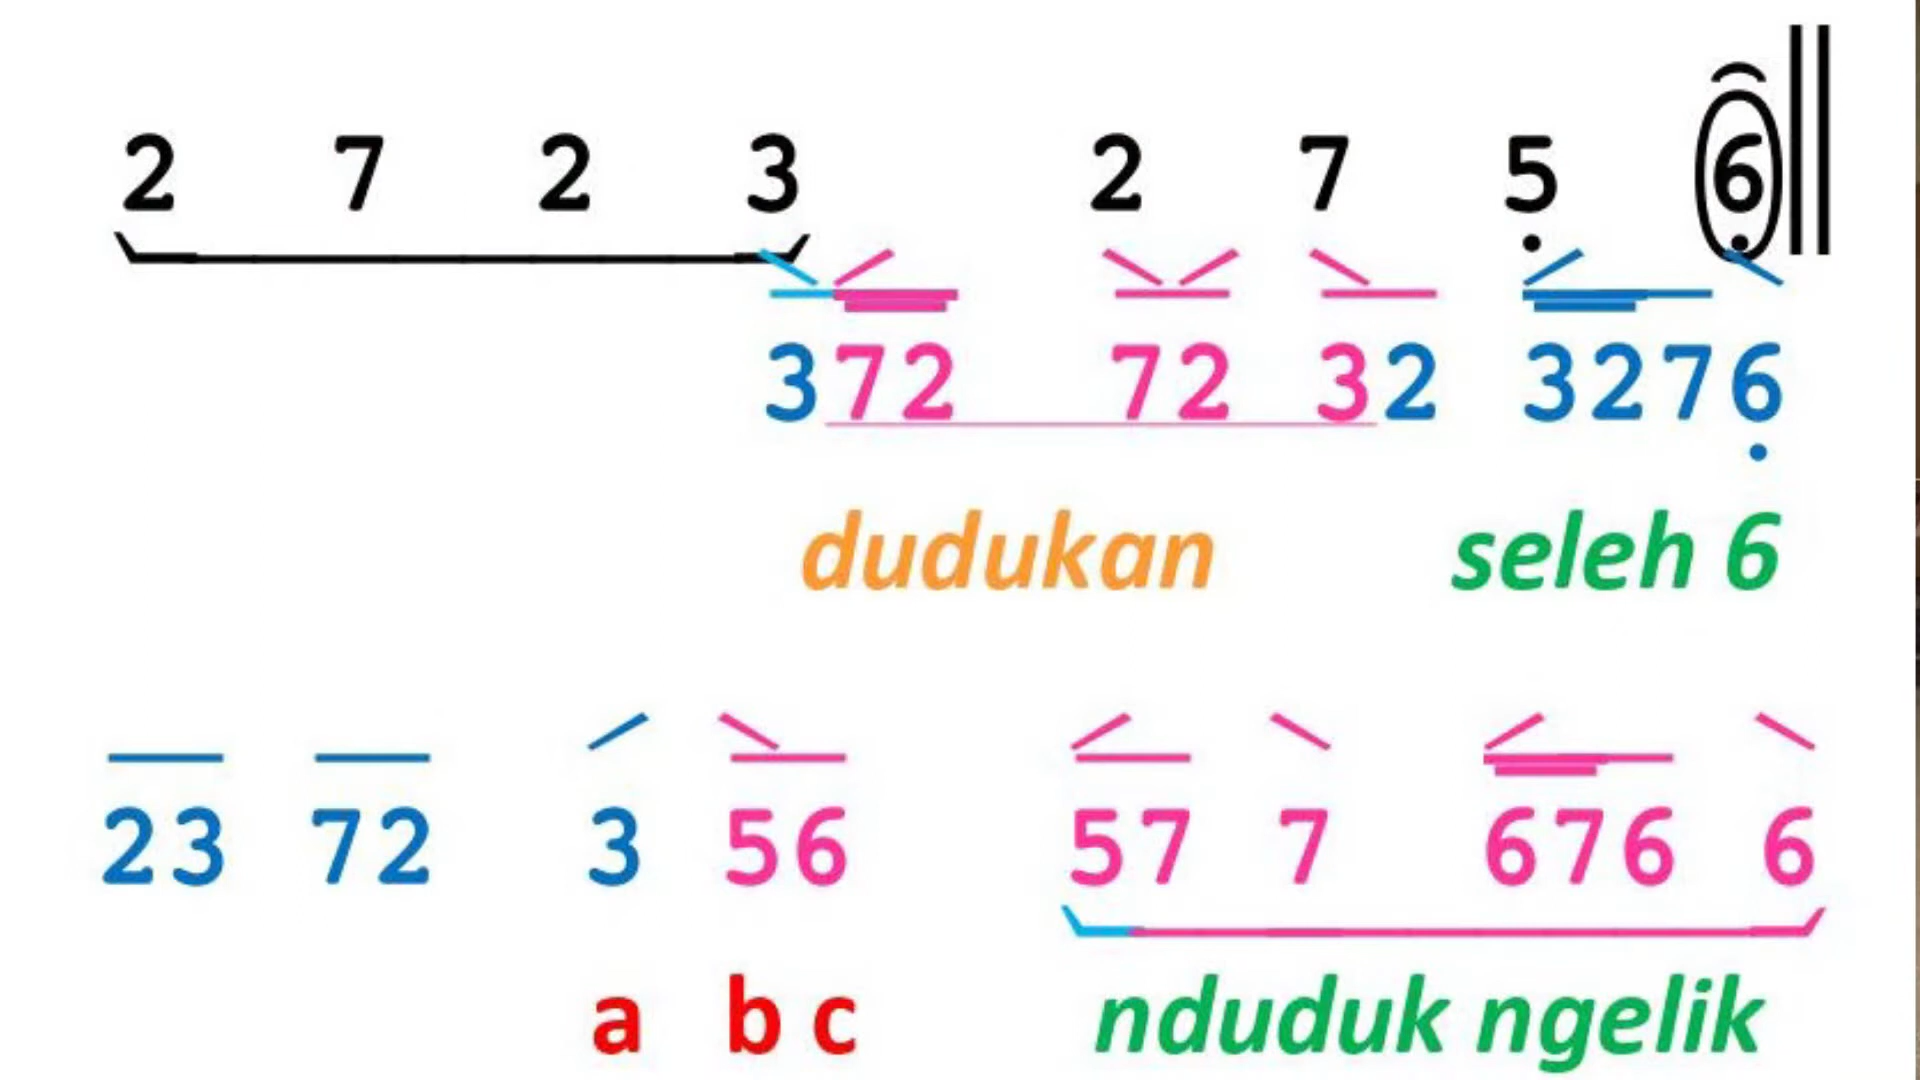 2 7 2 3 2 7 5̣ 6̣
372 72 32 3276̣
dudukan seleh 6
23 72 3 56 57 7 676 6
a b c nduduk ngelik